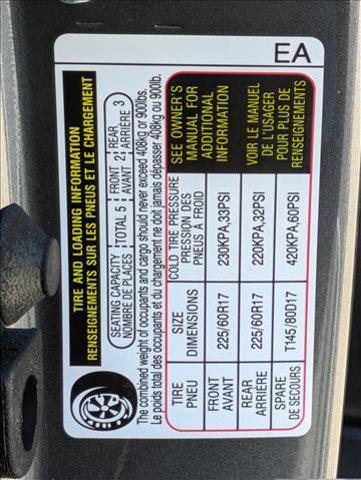 TIRE AND LOADING INFORMATION
RENSEIGNEMENTS SUR LES PNEUS ET LE CHARGEMENT
SEATING CAPACITY TOTAL 5 FRONT 2 REAR 3
NOMBRE DE PLACES AVANT ARRIÈRE
The combined weight of occupants and cargo should never exceed 408kg or 900lbs.
Le poids total des occupants et du chargement ne doit jamais dépasser 408kg ou 900lb.
TIRE SIZE COLD TIRE PRESSURE SEE OWNER'S
PNEU DIMENSIONS PRESSION DES MANUAL FOR
PNEUS À FROID ADDITIONAL
FRONT 225/60R17 230KPA,33PSI INFORMATION
AVANT
REAR 225/60R17 220KPA,32PSI VOIR LE MANUEL
ARRIÈRE DE L'USAGER
SPARE T145/80D17 420KPA,60PSI POUR PLUS DE
DE SECOURS RENSEIGNEMENTS
EA